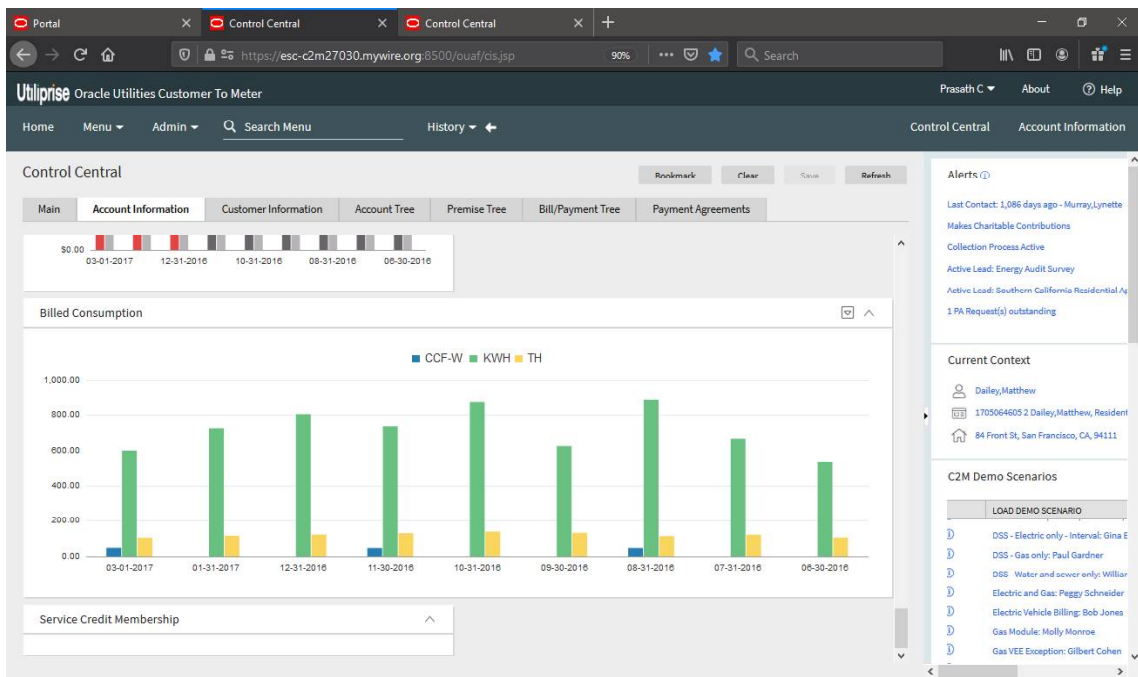 Portal
Control Central
Control Central
https://esc-c2m27030.mywire.org:8500/ouaf/cis.jsp
90%
Search
Utiliprise Oracle Utilities Customer To Meter
Prasath C
About
Help
Home
Menu
Admin
Search Menu
History
Control Central
Account Information
Control Central
Bookmark
Clear
Save
Refresh
Main
Account Information
Customer Information
Account Tree
Premise Tree
Bill/Payment Tree
Payment Agreements
$0.00
03-01-2017 12-31-2016 10-31-2016 08-31-2016 06-30-2016
Billed Consumption
CCF-W KWH TH
1,000.00
800.00
600.00
400.00
200.00
0.00
03-01-2017 01-31-2017 12-31-2016 11-30-2016 10-31-2016 09-30-2016 08-31-2016 07-31-2016 06-30-2016
Service Credit Membership
Alerts
Last Contact: 1,086 days ago - Murray,Lynette
Makes Charitable Contributions
Collection Process Active
Active Lead: Energy Audit Survey
Active Lead: Southern California Residential
1 PA Request(s) outstanding
Current Context
Dailey,Matthew
1705064605 2 Dailey,Matthew, Resident
84 Front St, San Francisco, CA, 94111
C2M Demo Scenarios
LOAD DEMO SCENARIO
DSS - Electric only - Interval: Gina
DSS - Gas only: Paul Gardner
DSS Water and sewer only: Willia
Electric and Gas: Peggy Schneider
Electric Vehicle Billing: Bob Jones
Gas Module: Molly Monroe
Gas VEE Exception: Gilbert Cohen